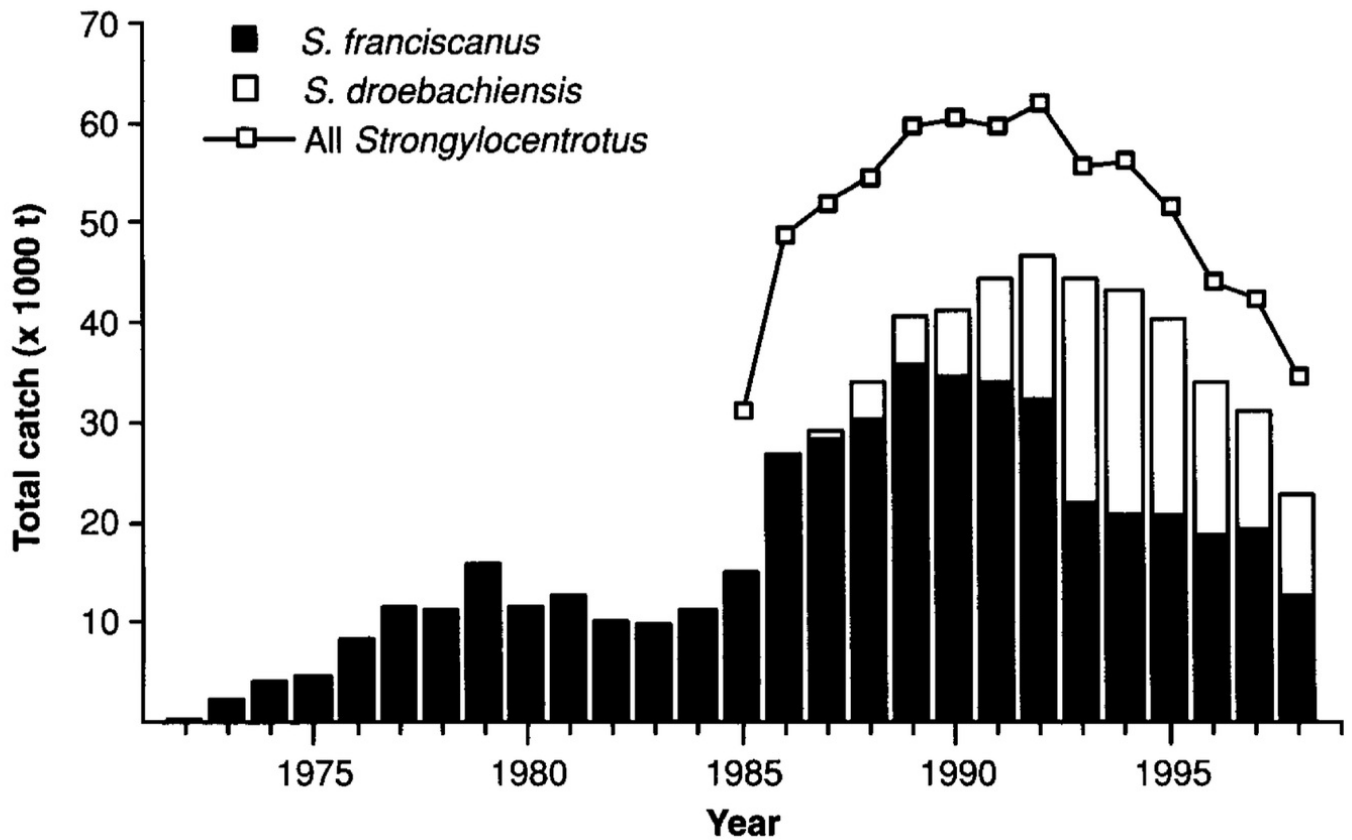 70
60
50
40
30
20
10
Total catch (x 1000 t)
S. franciscanus
S. droebachiensis
All Strongylocentrotus
1975 1980 1985 1990 1995
Year